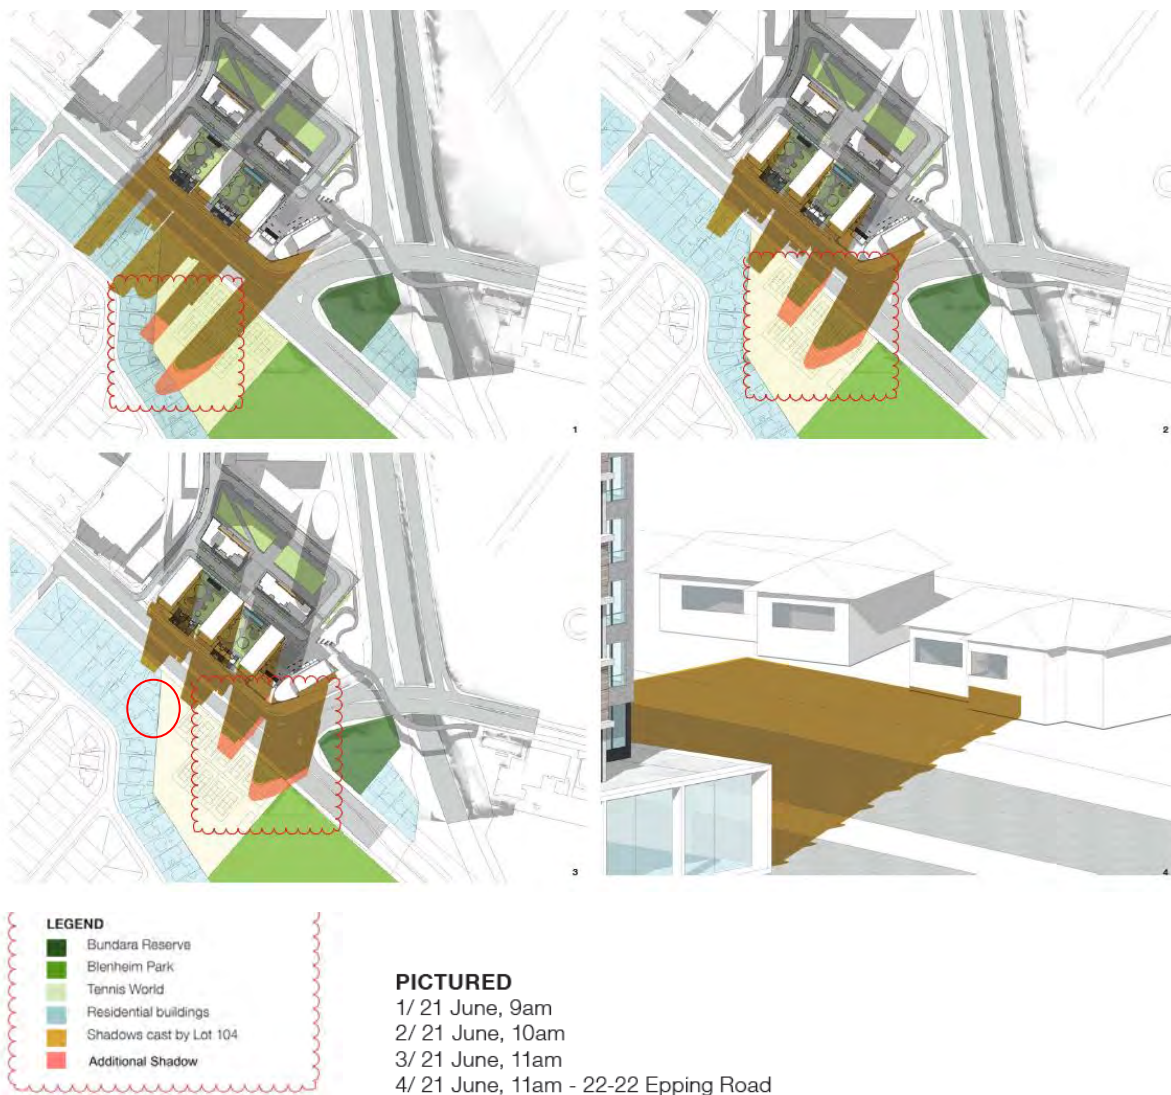 1
2
3
4
LEGEND
Bundara Reserve
Blenheim Park
Tennis World
Residential buildings
Shadows cast by Lot 104
Additional Shadow
PICTURED
1/ 21 June, 9am
2/ 21 June, 10am
3/ 21 June, 11am
4/ 21 June, 11am - 22-22 Epping Road